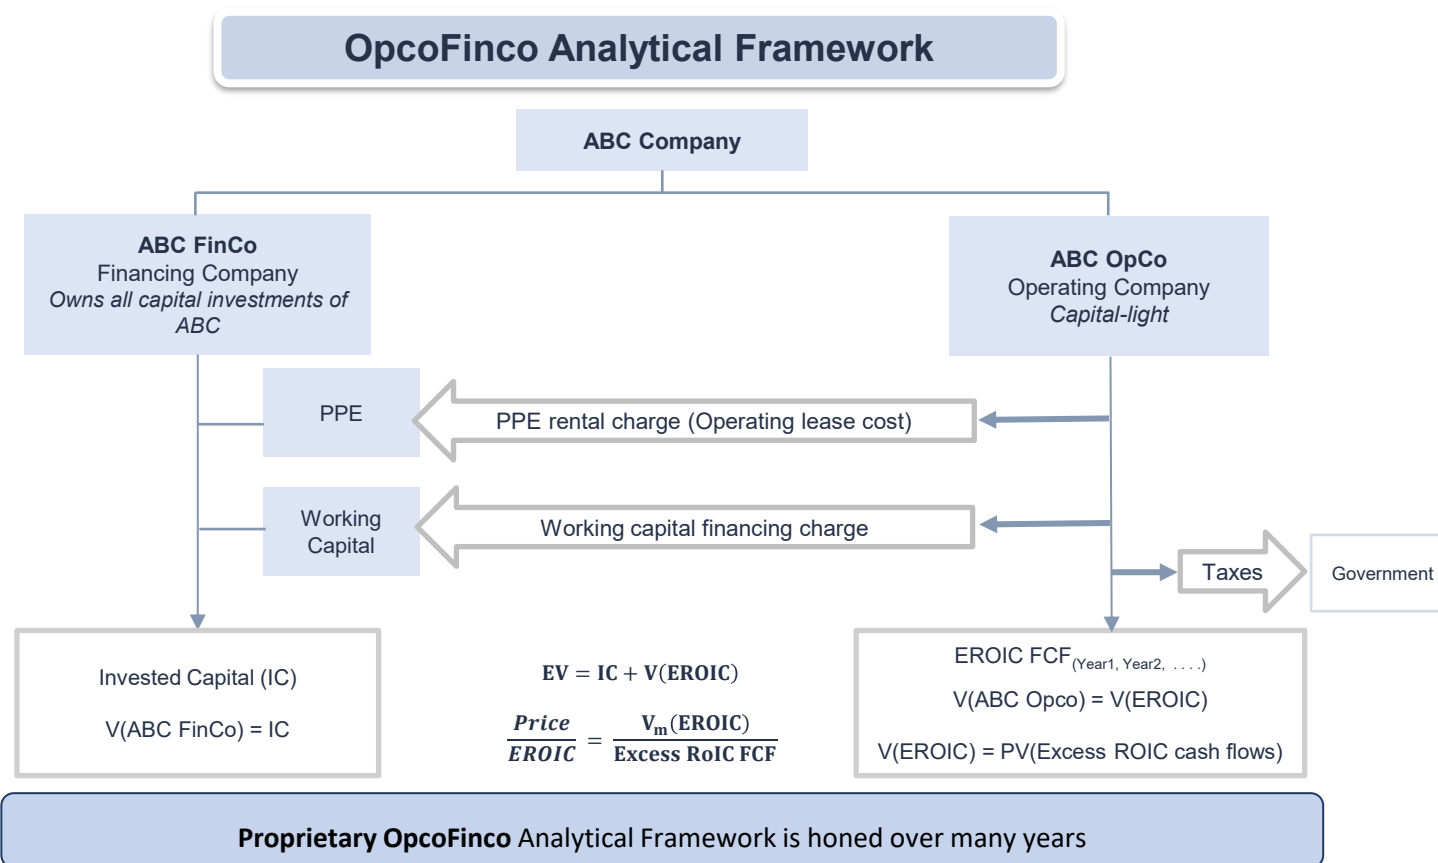 OpcoFinco Analytical Framework
ABC Company
ABC FinCo
Financing Company
Owns all capital investments of
ABC
ABC OpCo
Operating Company
Capital-light
PPE
PPE rental charge (Operating lease cost)
Working
Capital
Working capital financing charge
Taxes
Government
Invested Capital (IC)
V(ABC FinCo) = IC
EV = IC + V(EROIC)
Price / EROIC = Vm(EROIC) / Excess RoIC FCF
EROIC FCF(Year1, Year2, . . . .)
V(ABC Opco) = V(EROIC)
V(EROIC) = PV(Excess ROIC cash flows)
Proprietary OpcoFinco Analytical Framework is honed over many years